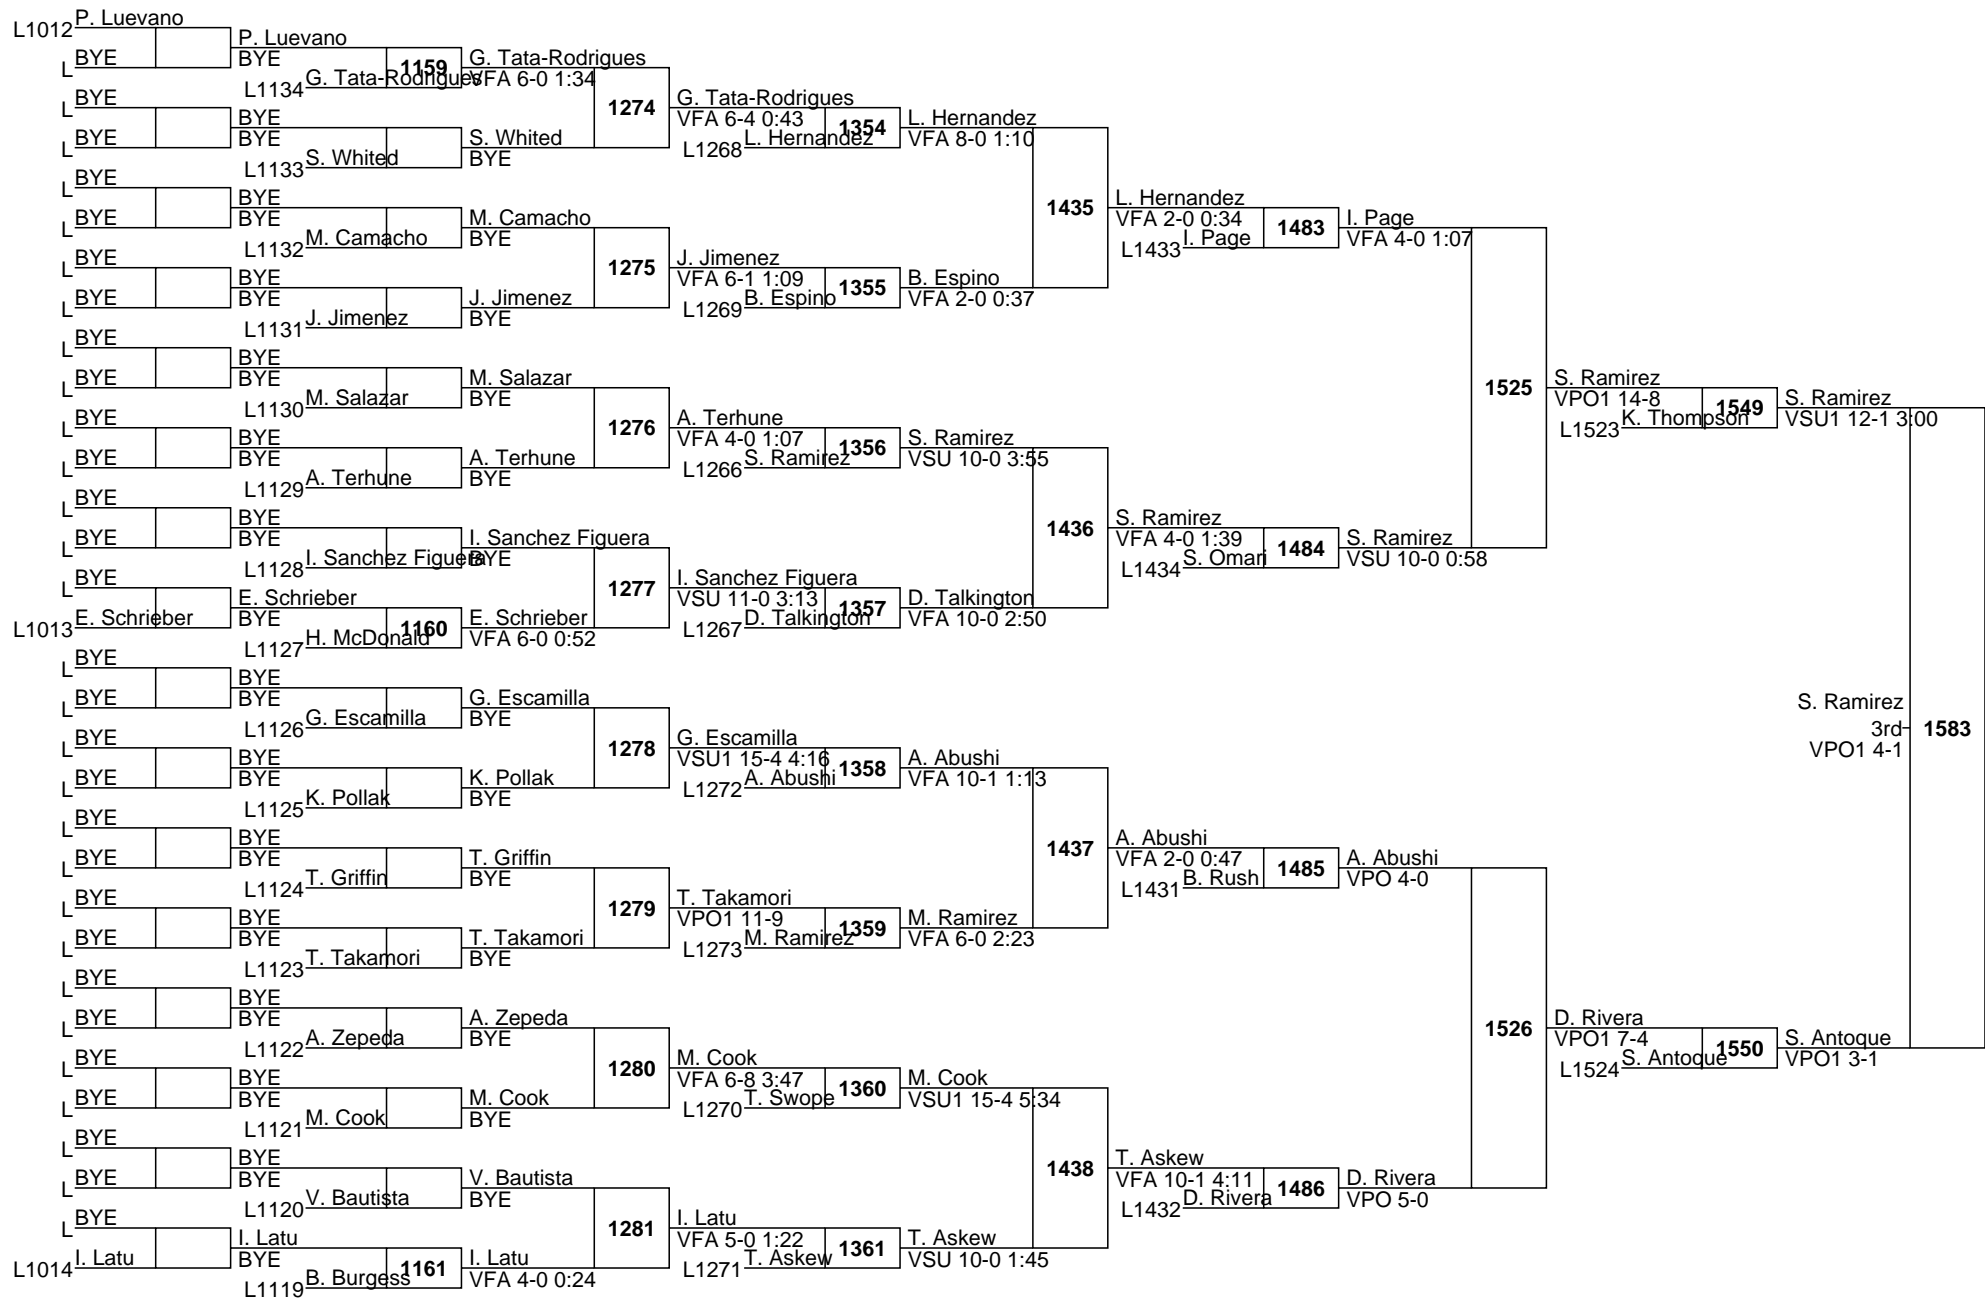 P. Luevano
L1012
BYE
L
BYE
L
BYE
L
BYE
L
BYE
L
BYE
L
BYE
L
BYE
L
BYE
L
BYE
L
BYE
L
BYE
L
BYE
L
BYE
L
E. Schrieber
L1013
BYE
L
BYE
L
BYE
L
BYE
L
BYE
L
BYE
L
BYE
L
BYE
L
BYE
L
BYE
L
BYE
L
BYE
L
BYE
L
BYE
L
BYE
L
I. Latu
L1014
P. Luevano
BYE
1159
G. Tata-Rodrigues
L1134
BYE
BYE
S. Whited
L1133
BYE
BYE
M. Camacho
L1132
BYE
BYE
J. Jimenez
L1131
BYE
BYE
M. Salazar
L1130
BYE
BYE
A. Terhune
L1129
BYE
BYE
I. Sanchez Figuera
L1128
E. Schrieber
BYE
1160
H. McDonald
L1127
BYE
BYE
G. Escamilla
L1126
BYE
BYE
K. Pollak
L1125
BYE
BYE
T. Griffin
L1124
BYE
BYE
T. Takamori
L1123
BYE
BYE
A. Zepeda
L1122
BYE
BYE
M. Cook
L1121
BYE
BYE
V. Bautista
L1120
I. Latu
BYE
1161
B. Burgess
L1119
G. Tata-Rodrigues
VFA 6-0 1:34
1274
S. Whited
BYE
M. Camacho
BYE
1275
J. Jimenez
BYE
M. Salazar
BYE
1276
A. Terhune
BYE
I. Sanchez Figuera
BYE
1277
E. Schrieber
VFA 6-0 0:52
G. Escamilla
BYE
1278
K. Pollak
BYE
T. Griffin
BYE
1279
T. Takamori
BYE
A. Zepeda
BYE
1280
M. Cook
BYE
V. Bautista
BYE
1281
I. Latu
VFA 4-0 0:24
G. Tata-Rodrigues
VFA 6-4 0:43
1354
L. Hernandez
L1268
J. Jimenez
VFA 6-1 1:09
1355
B. Espino
L1269
A. Terhune
VFA 4-0 1:07
1356
S. Ramirez
L1266
I. Sanchez Figuera
VSU 11-0 3:13
1357
D. Talkington
L1267
G. Escamilla
VSU1 15-4 4:16
1358
A. Abushi
L1272
T. Takamori
VPO1 11-9
1359
M. Ramirez
L1273
M. Cook
VFA 6-8 3:47
1360
T. Swope
L1270
I. Latu
VFA 5-0 1:22
1361
T. Askew
L1271
L. Hernandez
VFA 8-0 1:10
1435
B. Espino
VFA 2-0 0:37
S. Ramirez
VSU 10-0 3:55
1436
D. Talkington
VFA 10-0 2:50
A. Abushi
VFA 10-1 1:13
1437
M. Ramirez
VFA 6-0 2:23
M. Cook
VSU1 15-4 5:34
1438
T. Askew
VSU 10-0 1:45
L. Hernandez
VFA 2-0 0:34
1483
I. Page
L1433
S. Ramirez
VFA 4-0 1:39
1484
S. Omari
L1434
A. Abushi
VFA 2-0 0:47
1485
B. Rush
L1431
T. Askew
VFA 10-1 4:11
1486
D. Rivera
L1432
I. Page
VFA 4-0 1:07
1525
S. Ramirez
VSU 10-0 0:58
A. Abushi
VPO 4-0
1526
D. Rivera
VPO 5-0
S. Ramirez
VPO1 14-8
1549
K. Thompson
L1523
D. Rivera
VPO1 7-4
1550
S. Antoque
L1524
S. Ramirez
VSU1 12-1 3:00
S. Ramirez
3rd
1583
VPO1 4-1
S. Antoque
VPO1 3-1